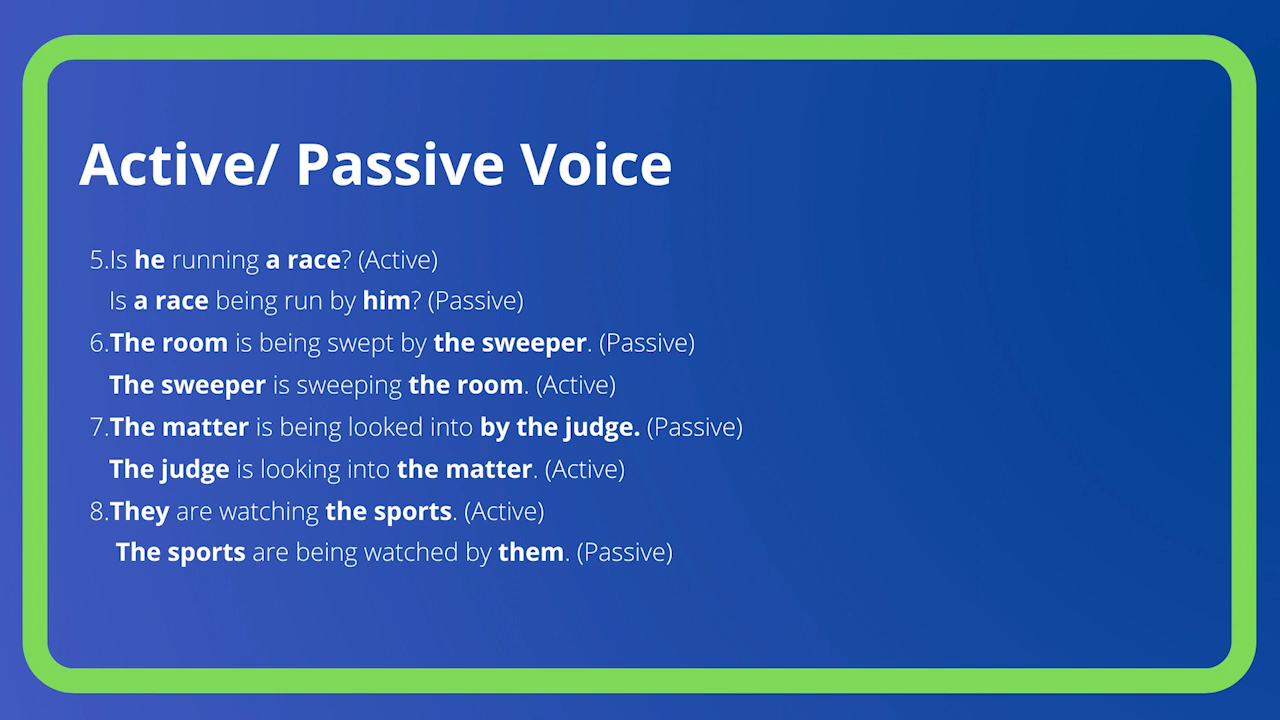 Active/ Passive Voice
5.Is he running a race? (Active)
Is a race being run by him? (Passive)
6.The room is being swept by the sweeper. (Passive)
The sweeper is sweeping the room. (Active)
7.The matter is being looked into by the judge. (Passive)
The judge is looking into the matter. (Active)
8.They are watching the sports. (Active)
The sports are being watched by them. (Passive)